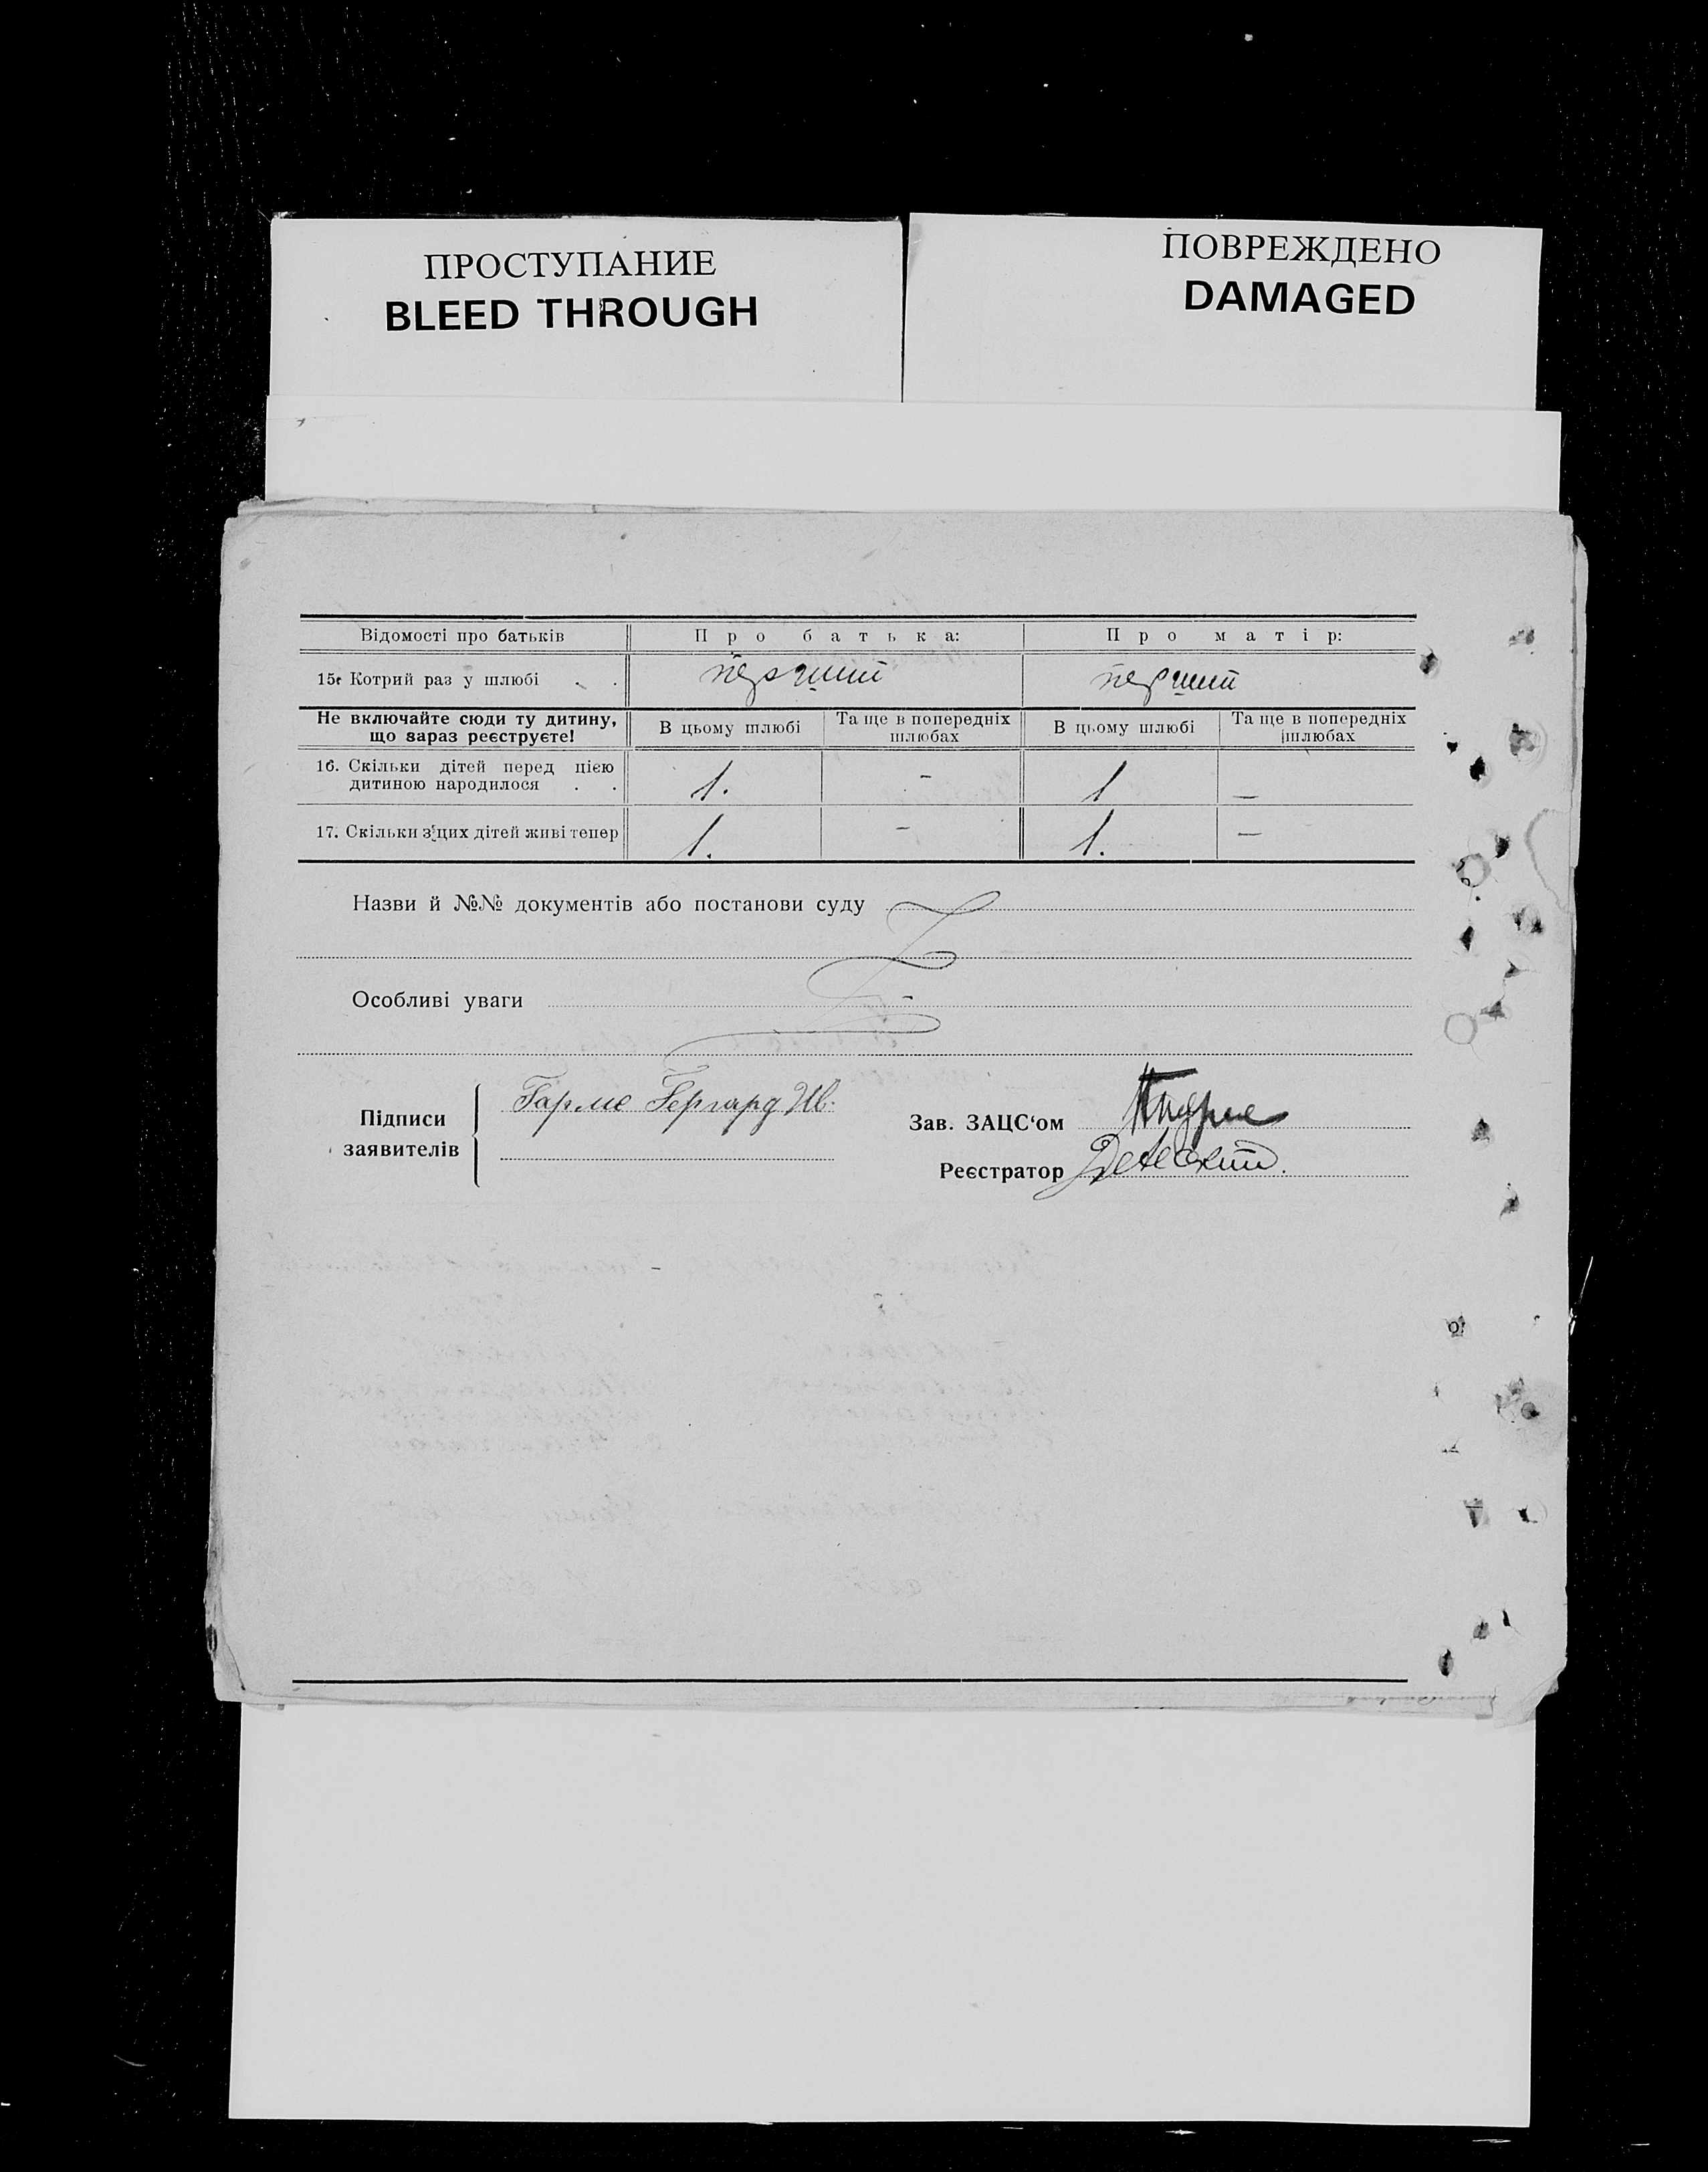 ПРОСТУПАНИЕ
BLEED THROUGH
ПОВРЕЖДЕНО
DAMAGED
Відомості про батьків Про батька: Про матір:
15. Котрий раз у шлюбі . . перший перший
Не включайте сюди ту дитину, що зараз реєструєте! В цьому шлюбі Та ще в попередніх шлюбах В цьому шлюбі Та ще в попередніх шлюбах
16. Скільки дітей перед цією
дитиною народилося . . 1. - 1 —
17. Скільки з цих дітей живі тепер 1. - 1. —
Назви й №№ документів або постанови суду
Особливі уваги -
Підписи
заявителів
Гармс Гергард Ив.
Зав. ЗАЦС‘ом
Реєстратор